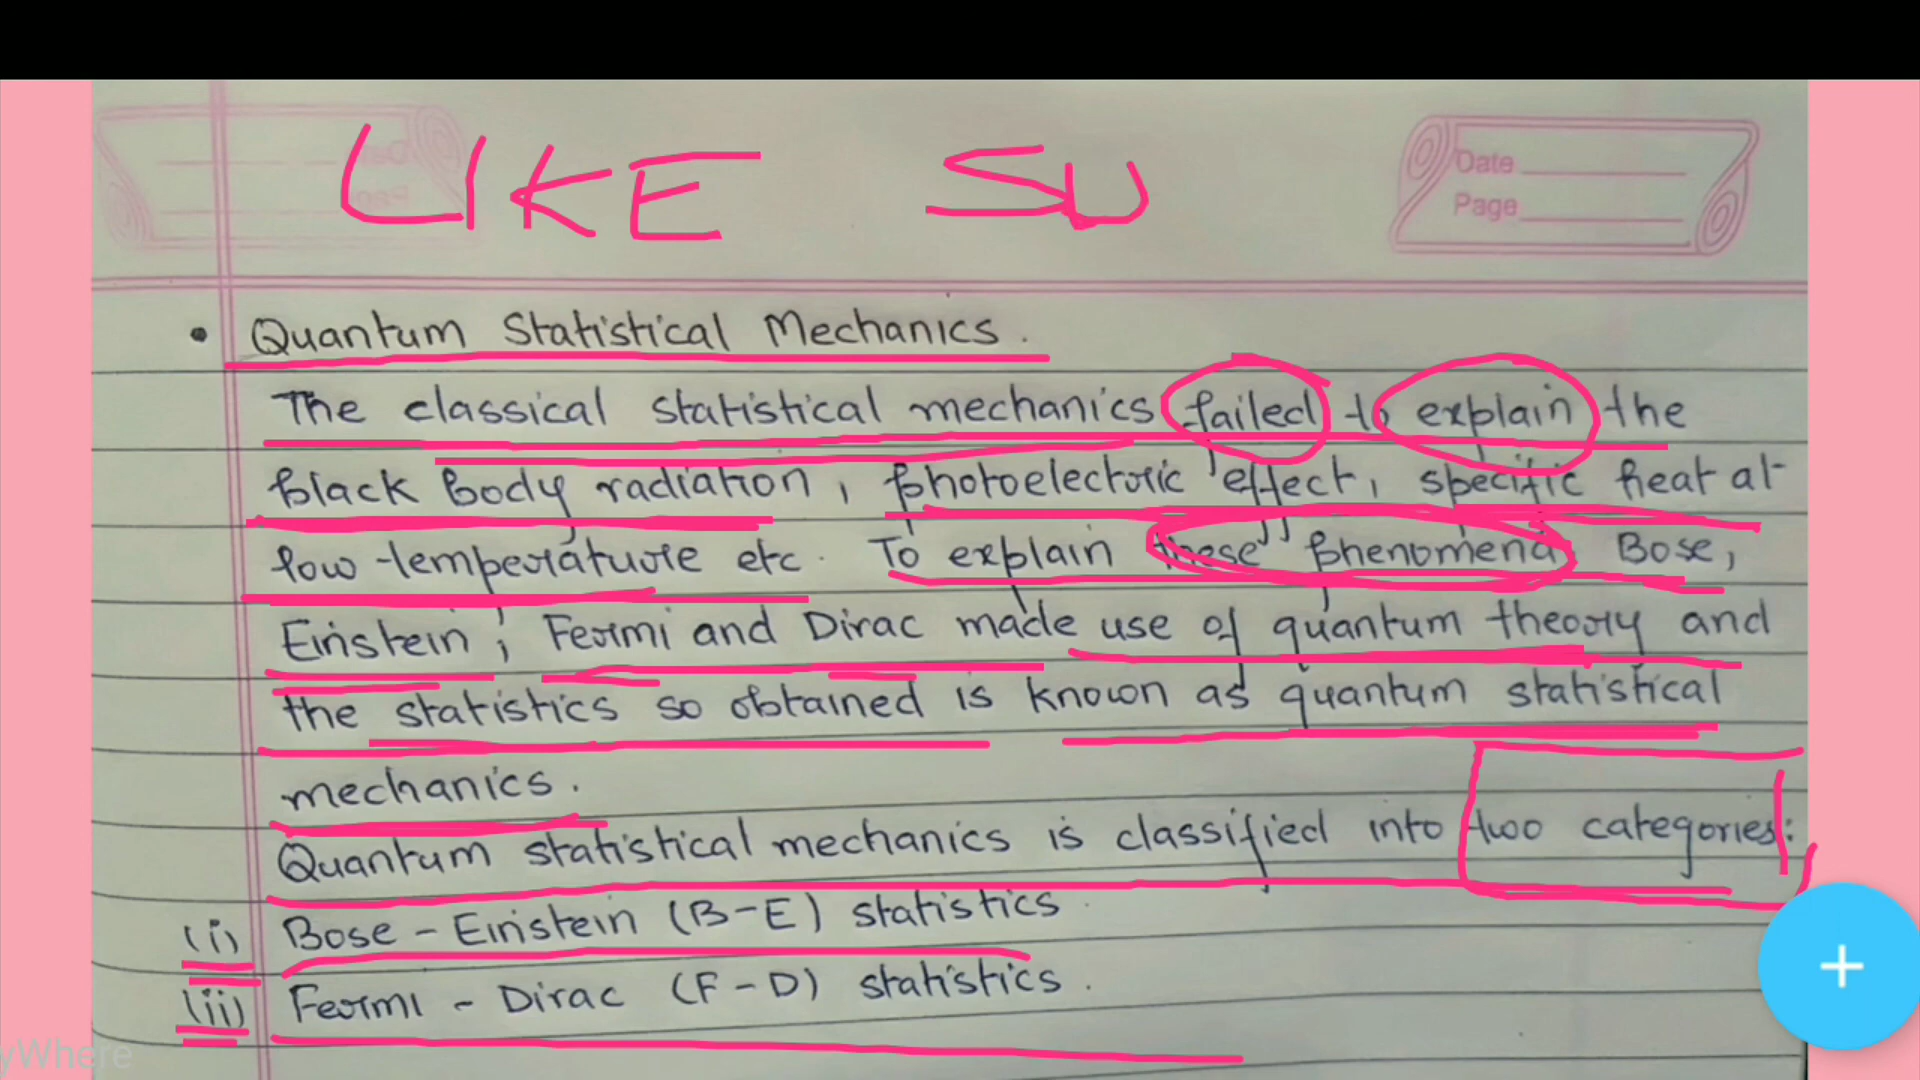 LIKE SU
Date
Page
• Quantum Statistical Mechanics.
The classical statistical mechanics failed to explain the
black body radiation, photoelectric effect, specific heat at
low-temperature etc. To explain these phenomena Bose,
Einstein, Fermi and Dirac made use of quantum theory and
the statistics so obtained is known as quantum statistical
mechanics.
Quantum statistical mechanics is classified into two categories:
(i) Bose - Einstein (B-E) statistics
(ii) Fermi - Dirac (F-D) statistics.
yWhere